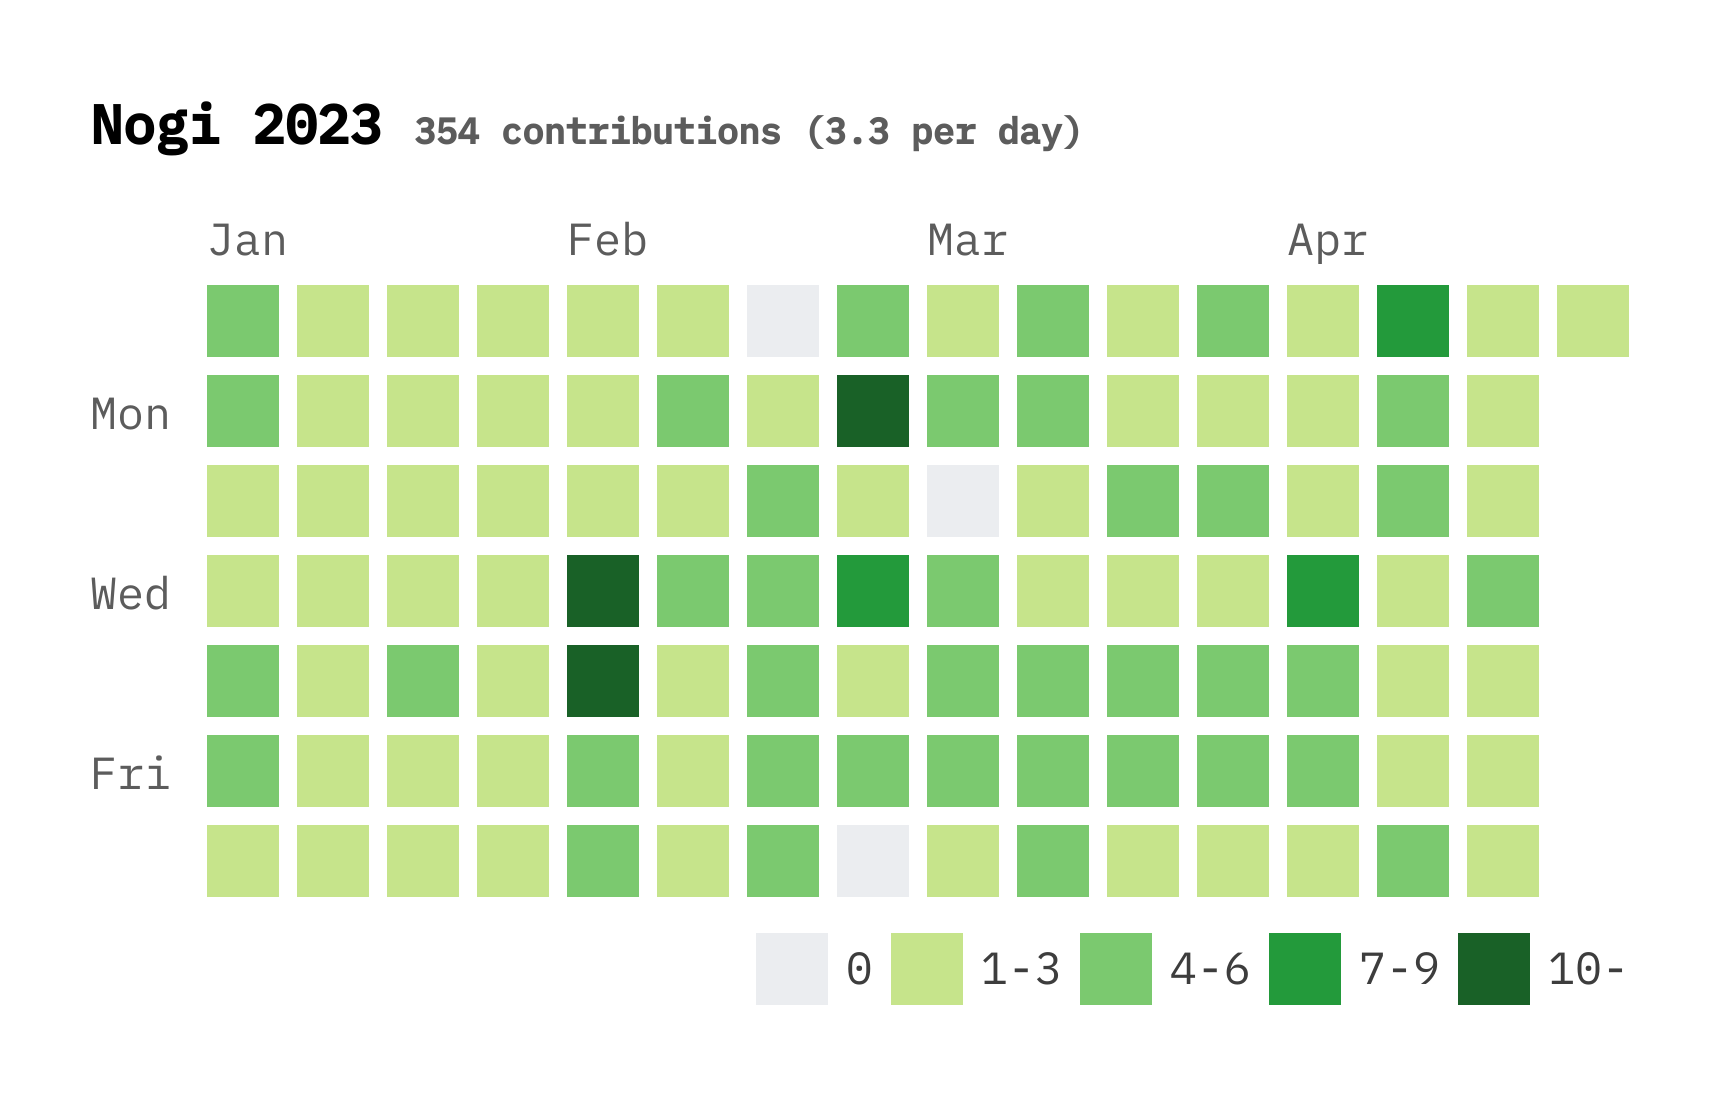 Nogi 2023 354 contributions (3.3 per day)
Jan Feb Mar Apr
Mon
Wed
Fri
0 1-3 4-6 7-9 10-